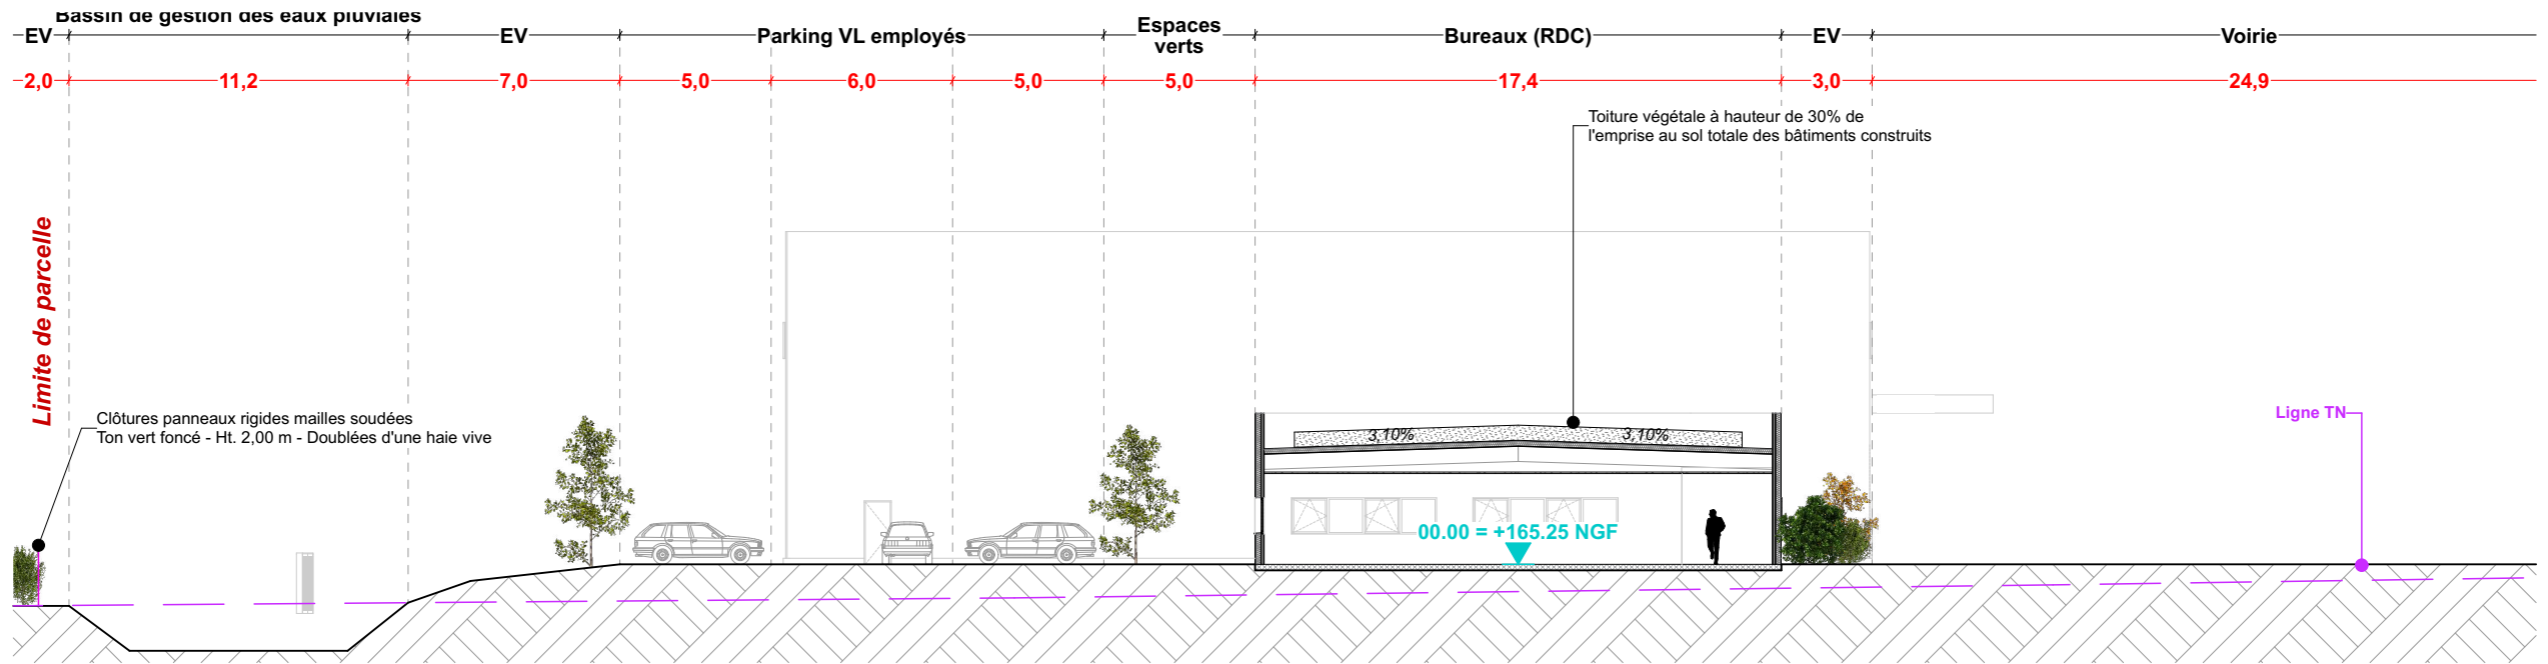 Bassin de gestion des eaux pluviales
EV
EV
Parking VL employés
Espaces
verts
Bureaux (RDC)
EV
Voirie
2,0
11,2
7,0
5,0
6,0
5,0
5,0
17,4
3,0
24,9
Toiture végétale à hauteur de 30% de
l'emprise au sol totale des bâtiments construits
Limite de parcelle
Clôtures panneaux rigides mailles soudées
Ton vert foncé - Ht. 2,00 m - Doublées d'une haie vive
3,10%
3,10%
Ligne TN
00.00 = +165.25 NGF